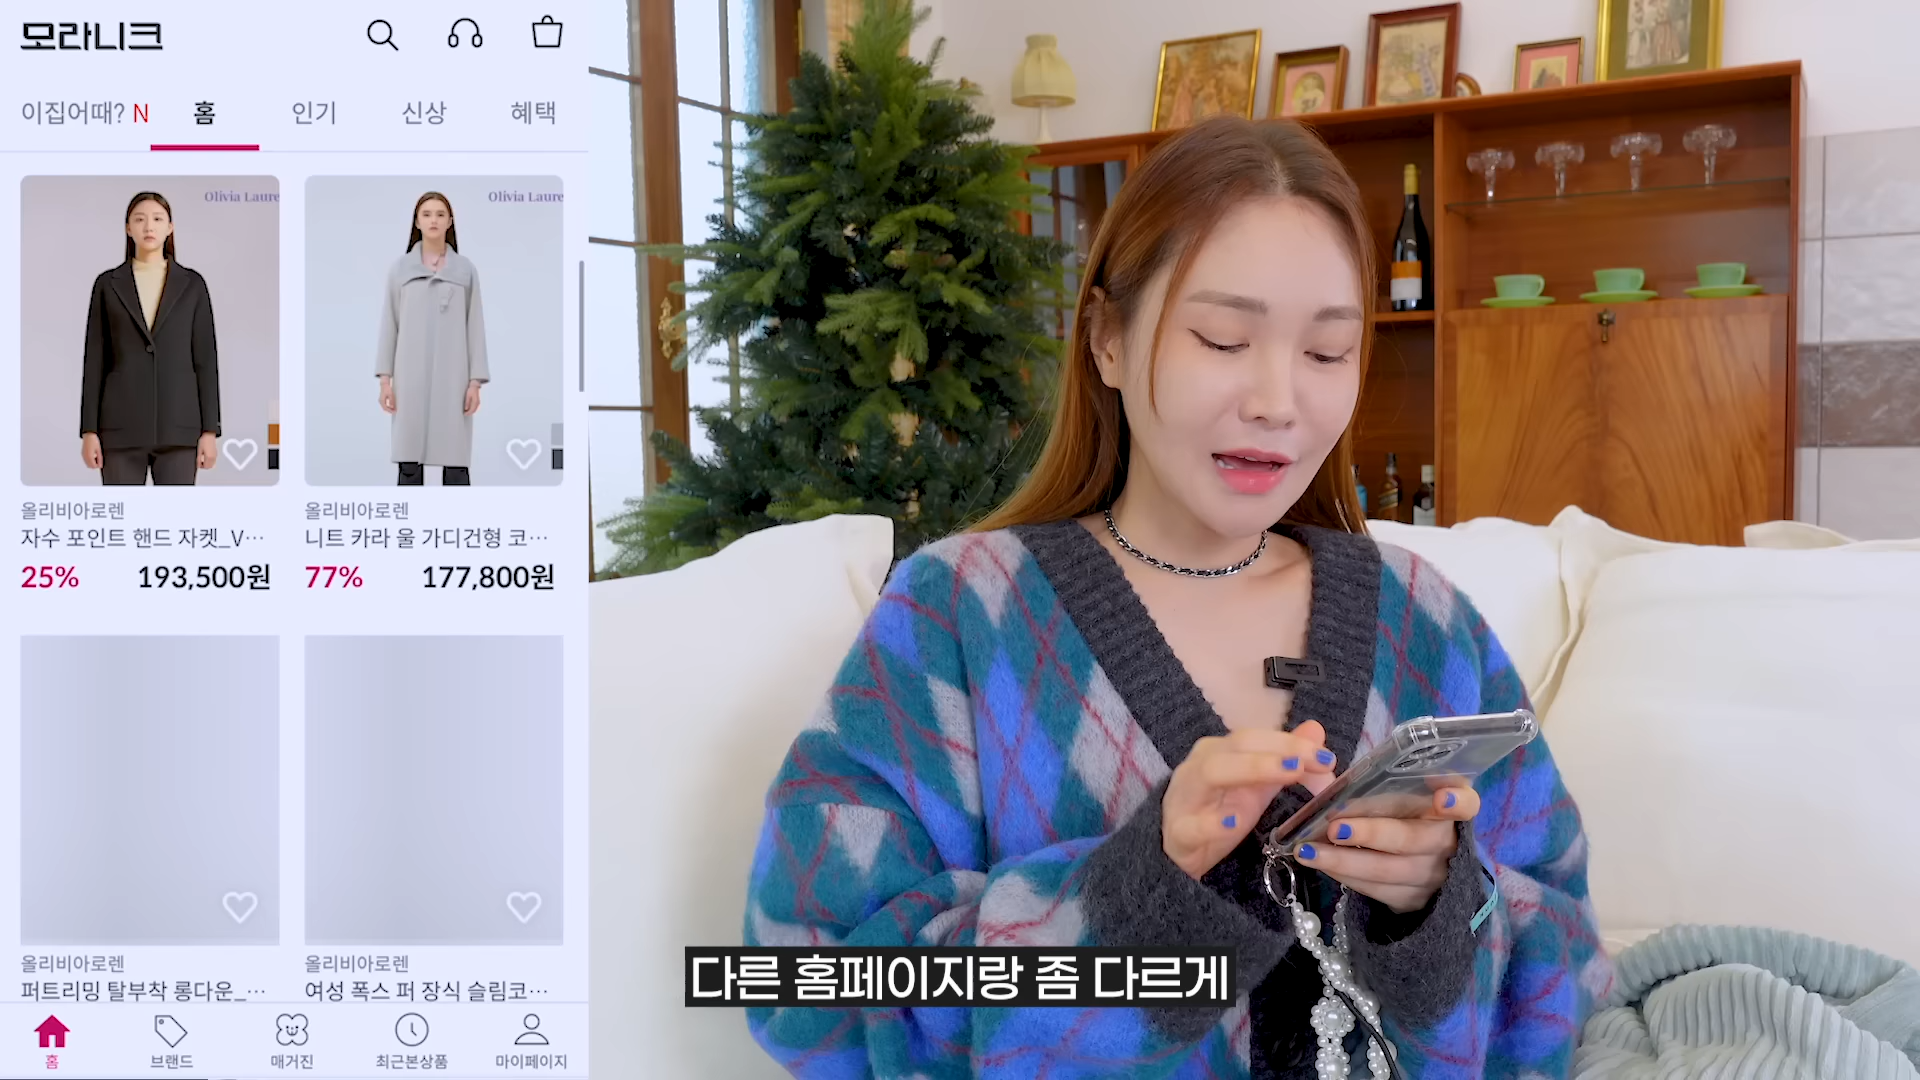 모라니크
이집어때? N 홈 인기 신상 혜택
Olivia Laure
Olivia Laure
올리비아로렌
자수 포인트 핸드 자켓_V…
25% 193,500원
올리비아로렌
니트 카라 울 가디건형 코…
77% 177,800원
올리비아로렌
퍼트리밍 탈부착 롱다운_…
올리비아로렌
여성 폭스 퍼 장식 슬림코…
홈 브랜드 매거진 최근본상품 마이페이지
다른 홈페이지랑 좀 다르게